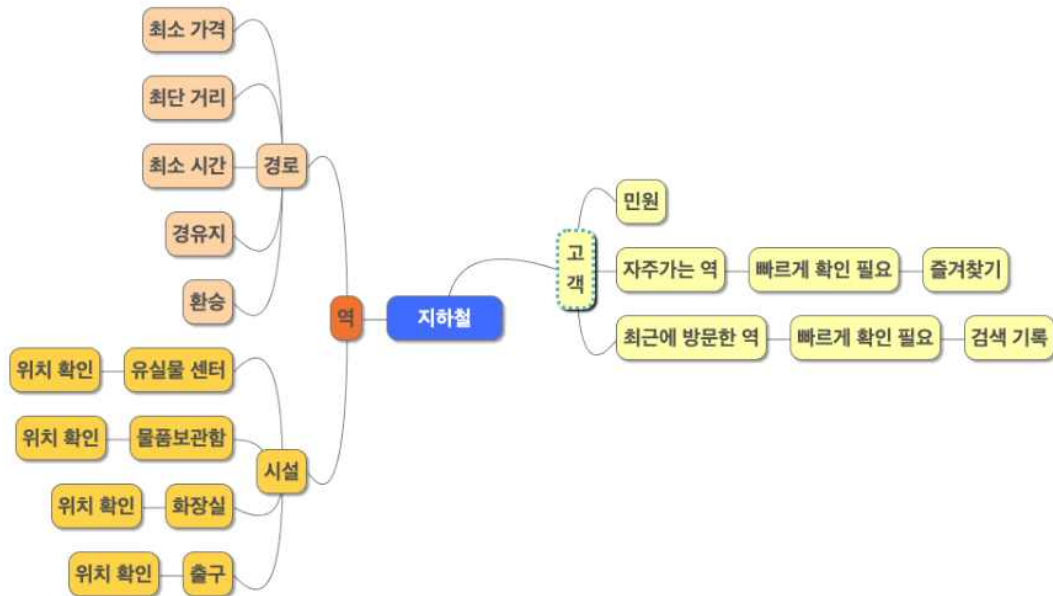 최소 가격
최단 거리
최소 시간
경로
경유지
환승
역
지하철
위치 확인
유실물 센터
위치 확인
물품보관함
시설
위치 확인
화장실
위치 확인
출구
고
객
민원
자주가는 역
빠르게 확인 필요
즐겨찾기
최근에 방문한 역
빠르게 확인 필요
검색 기록